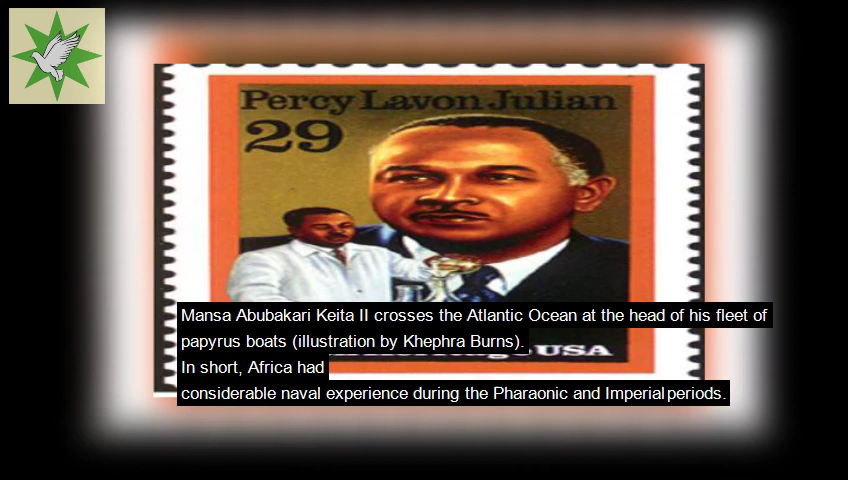 Percy Lavon Julian
29
Mansa Abubakari Keita II crosses the Atlantic Ocean at the head of his fleet of
papyrus boats (illustration by Khephra Burns).
USA
In short, Africa had
considerable naval experience during the Pharaonic and Imperial periods.